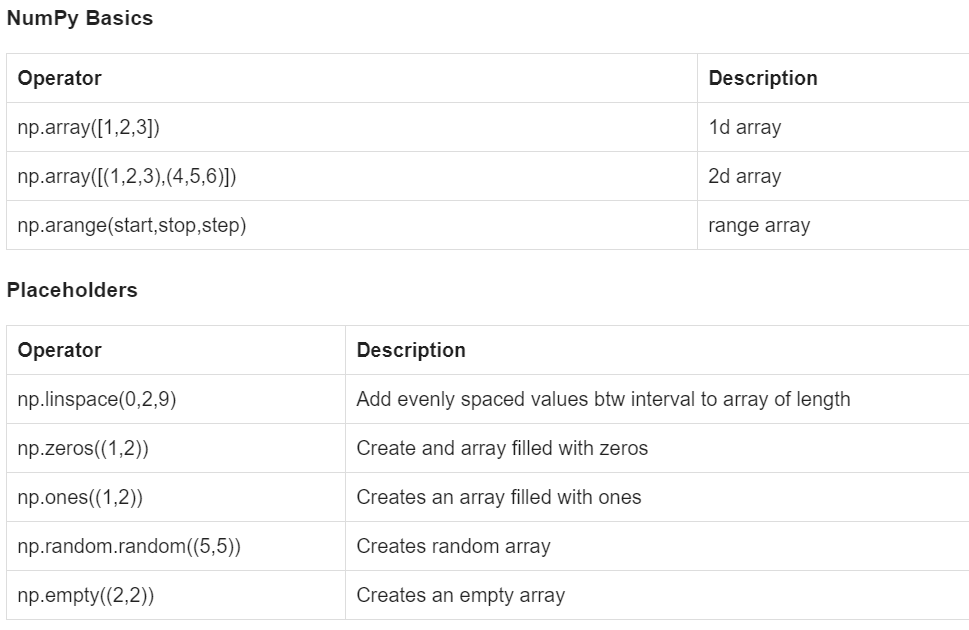 NumPy Basics
Operator Description
np.array([1,2,3]) 1d array
np.array([(1,2,3),(4,5,6)]) 2d array
np.arange(start,stop,step) range array
Placeholders
Operator Description
np.linspace(0,2,9) Add evenly spaced values btw interval to array of length
np.zeros((1,2)) Create and array filled with zeros
np.ones((1,2)) Creates an array filled with ones
np.random.random((5,5)) Creates random array
np.empty((2,2)) Creates an empty array